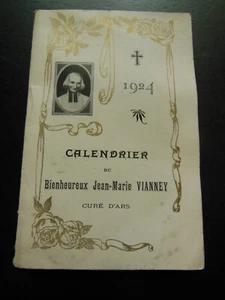 1924
CALENDRIER
DU
Bienheureux Jean-Marie VIANNEY
CURÉ D'ARS